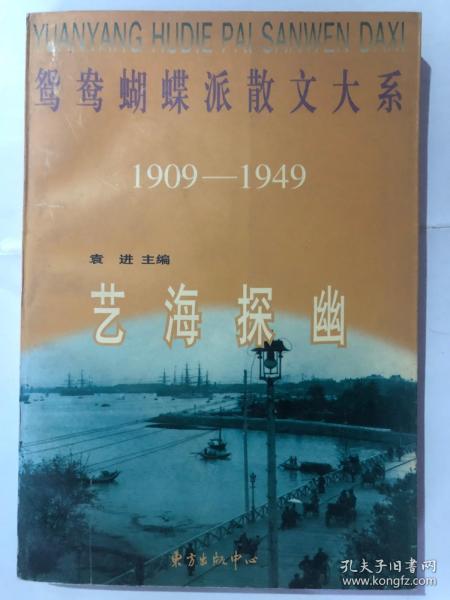 YUANYANG HUDIE PAI SANWEN DAXI
鸳鸯蝴蝶派散文大系
1909—1949
袁 进 主编
艺海探幽
东方出版中心
孔夫子旧书网
www.kongfz.com